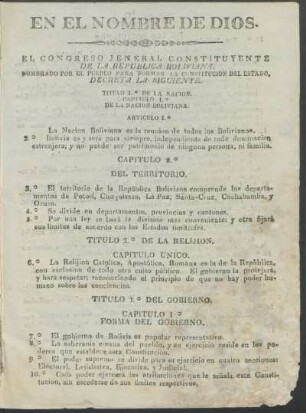 EN EL NOMBRE DE DIOS.
EL CONGRESO JENERAL CONSTITUYENTE
DE LA REPUBLICA BOLIVIANA,
NOMBRADO POR EL PUEBLO PARA FORMAR LA CONSTITUCION DEL ESTADO,
DECRETA LA SIGUIENTE.
TITULO 1.º DE LA NACION.
CAPITULO 1.º
DE LA NACION BOLIVIANA.
ARTICULO 1.º
La Nacion Boliviana es la reunion de todos los Bolivianos.
2.º Bolivia es y será para siempre, independiente de toda dominacion
estranjera; y no puede ser patrimonio de ninguna persona, ni familia.
CAPITULO 2.º
DEL TERRITORIO.
3.º El territorio de la República Boliviana comprende los departa-
mentos de Potosí, Chuquisaca, La-Paz, Santa-Cruz, Cochabamba, y
Oruro.
4.º Se divide en departamentos, provincias y cantones.
5.º Por una ley se hará la division mas conveniente; y otra fijará
sus limites de acuerdo con los Estados limítrofes.
TITULO 2.º DE LA RELIJION.
CAPITULO UNICO.
6.º La Relijion Católica, Apostólica, Romana es la de la República,
con esclusion de todo otro culto público. El gobierno la protejerá,
y hará respetar; reconociendo el principio de que no hay poder hu-
mano sobre las conciencias.
TITULO 3.º DEL GOBIERNO.
CAPITULO 1.º
FORMA DEL GOBIERNO.
7.º El gobierno de Bolivia es popular representativo.
8.º La soberanía emana del pueblo, y su ejercicio reside en los po-
deres que establece esta Constitucion.
9.º El poder supremo se divide para su ejercicio en cuatro secciones:
Electoral, Lejislativa, Ejecutiva, y Judicial.
10.º Cada poder ejercerá las atribuciones que le señala esta Constitu-
cion, sin excederse de sus limites respectivos.